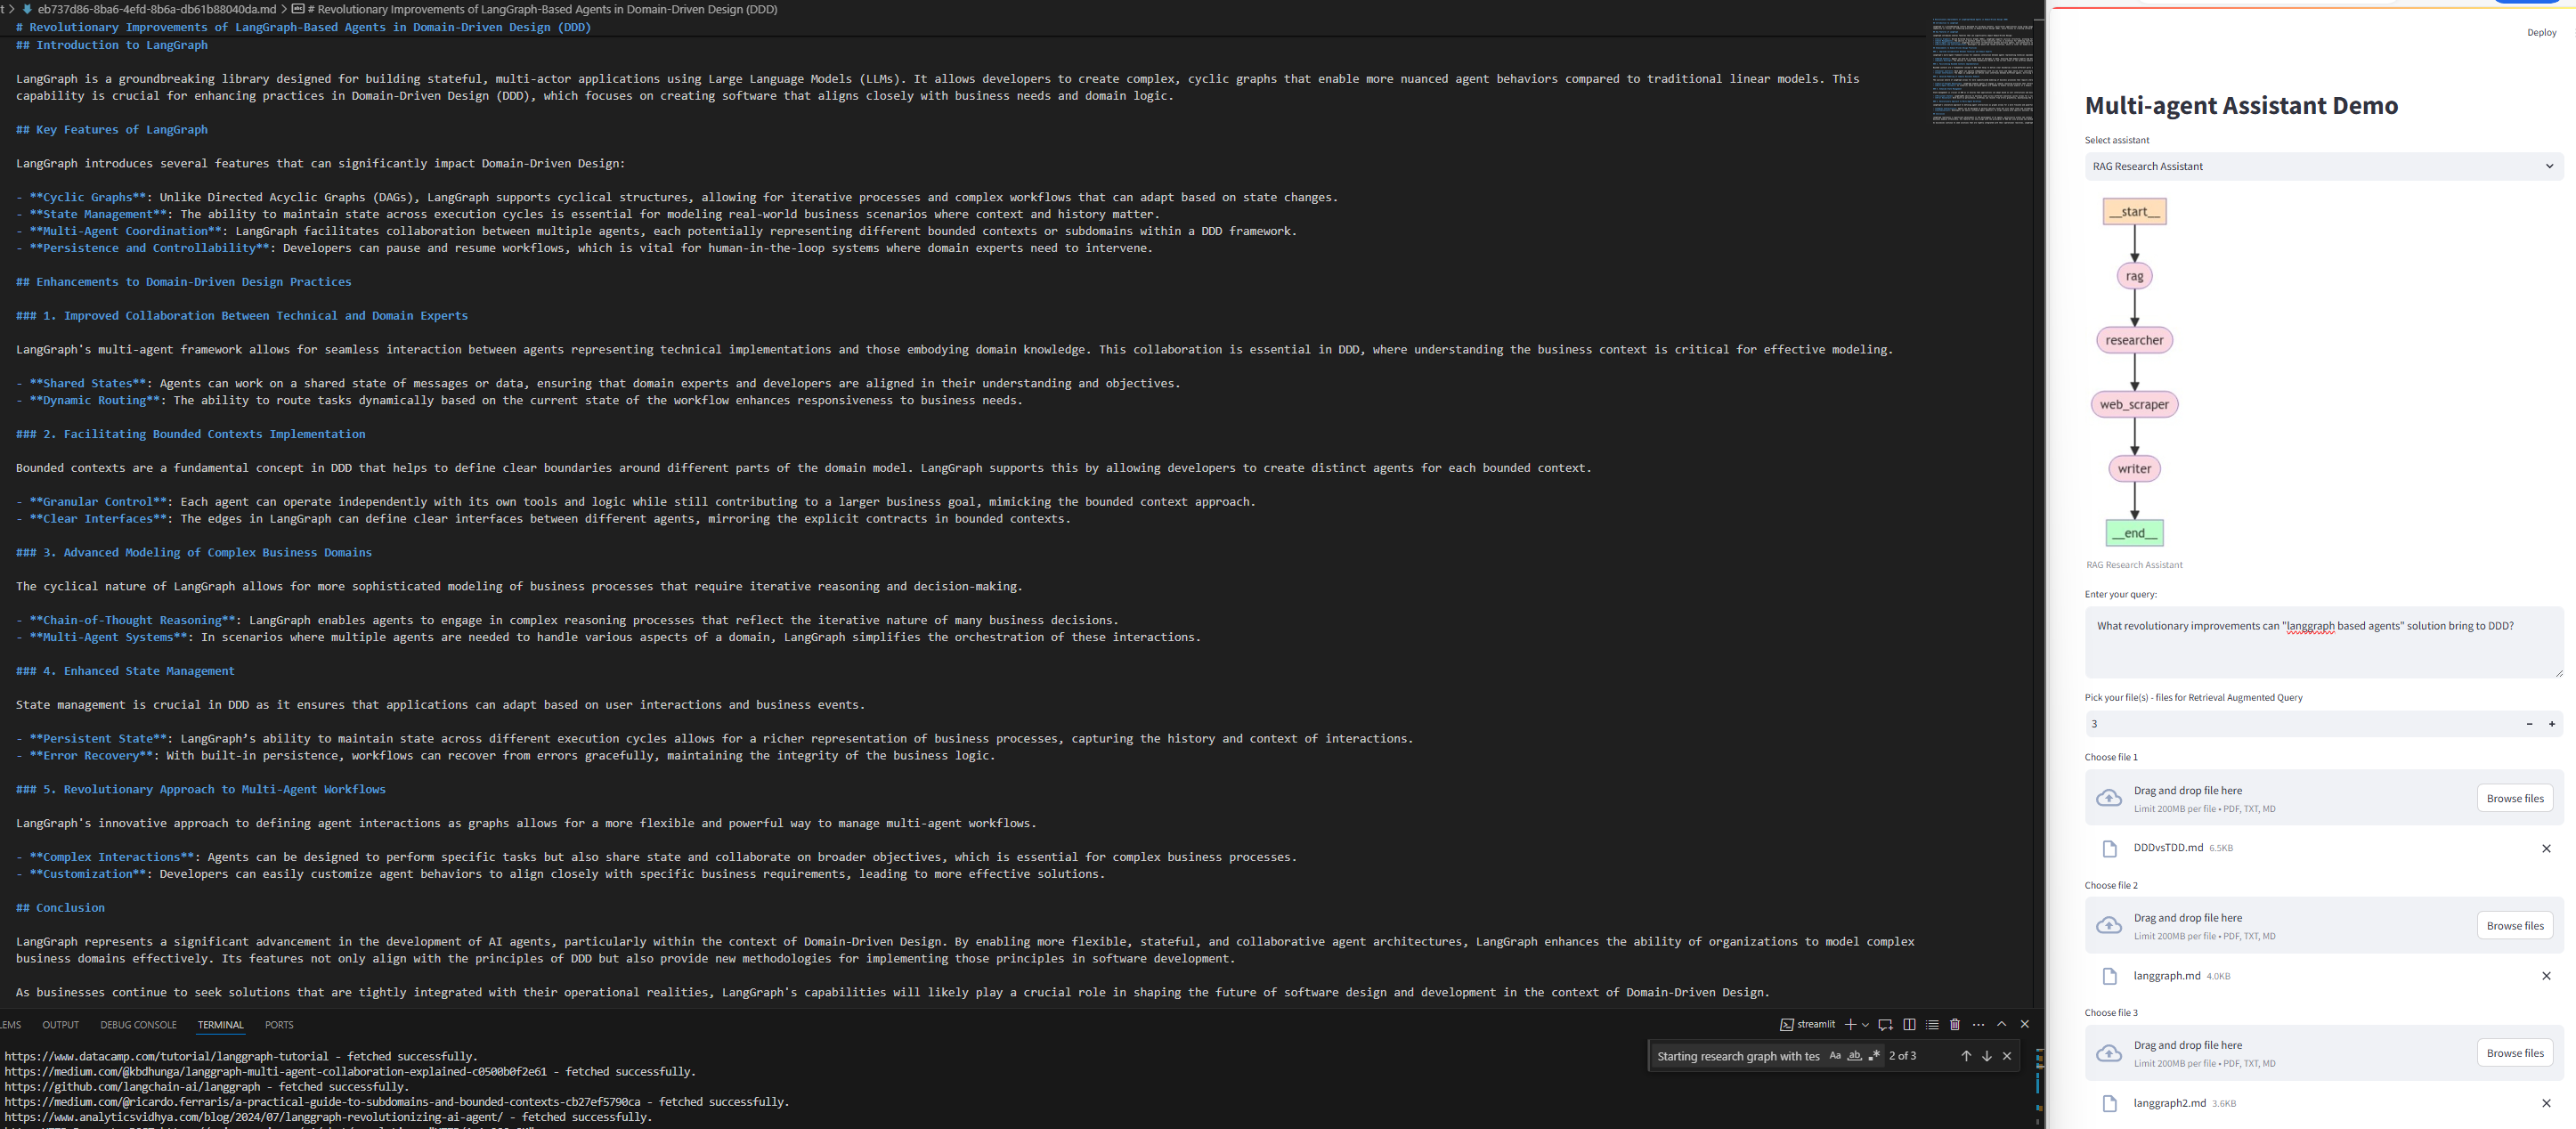 t > eb737d86-8ba6-4efd-8b6a-db61b88040da.md > # Revolutionary Improvements of LangGraph-Based Agents in Domain-Driven Design (DDD)
# Revolutionary Improvements of LangGraph-Based Agents in Domain-Driven Design (DDD)
## Introduction to LangGraph
LangGraph is a groundbreaking library designed for building stateful, multi-actor applications using Large Language Models (LLMs). It allows developers to create complex, cyclic graphs that enable more nuanced agent behaviors compared to traditional linear models. This
capability is crucial for enhancing practices in Domain-Driven Design (DDD), which focuses on creating software that aligns closely with business needs and domain logic.
## Key Features of LangGraph
LangGraph introduces several features that can significantly impact Domain-Driven Design:
- **Cyclic Graphs**: Unlike Directed Acyclic Graphs (DAGs), LangGraph supports cyclical structures, allowing for iterative processes and complex workflows that can adapt based on state changes.
- **State Management**: The ability to maintain state across execution cycles is essential for modeling real-world business scenarios where context and history matter.
- **Multi-Agent Coordination**: LangGraph facilitates collaboration between multiple agents, each potentially representing different bounded contexts or subdomains within a DDD framework.
- **Persistence and Controllability**: Developers can pause and resume workflows, which is vital for human-in-the-loop systems where domain experts need to intervene.
## Enhancements to Domain-Driven Design Practices
### 1. Improved Collaboration Between Technical and Domain Experts
LangGraph's multi-agent framework allows for seamless interaction between agents representing technical implementations and those embodying domain knowledge. This collaboration is essential in DDD, where understanding the business context is critical for effective modeling.
- **Shared States**: Agents can work on a shared state of messages or data, ensuring that domain experts and developers are aligned in their understanding and objectives.
- **Dynamic Routing**: The ability to route tasks dynamically based on the current state of the workflow enhances responsiveness to business needs.
### 2. Facilitating Bounded Contexts Implementation
Bounded contexts are a fundamental concept in DDD that helps to define clear boundaries around different parts of the domain model. LangGraph supports this by allowing developers to create distinct agents for each bounded context.
- **Granular Control**: Each agent can operate independently with its own tools and logic while still contributing to a larger business goal, mimicking the bounded context approach.
- **Clear Interfaces**: The edges in LangGraph can define clear interfaces between different agents, mirroring the explicit contracts in bounded contexts.
### 3. Advanced Modeling of Complex Business Domains
The cyclical nature of LangGraph allows for more sophisticated modeling of business processes that require iterative reasoning and decision-making.
- **Chain-of-Thought Reasoning**: LangGraph enables agents to engage in complex reasoning processes that reflect the iterative nature of many business decisions.
- **Multi-Agent Systems**: In scenarios where multiple agents are needed to handle various aspects of a domain, LangGraph simplifies the orchestration of these interactions.
### 4. Enhanced State Management
State management is crucial in DDD as it ensures that applications can adapt based on user interactions and business events.
- **Persistent State**: LangGraph's ability to maintain state across different execution cycles allows for a richer representation of business processes, capturing the history and context of interactions.
- **Error Recovery**: With built-in persistence, workflows can recover from errors gracefully, maintaining the integrity of the business logic.
### 5. Revolutionary Approach to Multi-Agent Workflows
LangGraph's innovative approach to defining agent interactions as graphs allows for a more flexible and powerful way to manage multi-agent workflows.
- **Complex Interactions**: Agents can be designed to perform specific tasks but also share state and collaborate on broader objectives, which is essential for complex business processes.
- **Customization**: Developers can easily customize agent behaviors to align closely with specific business requirements, leading to more effective solutions.
## Conclusion
LangGraph represents a significant advancement in the development of AI agents, particularly within the context of Domain-Driven Design. By enabling more flexible, stateful, and collaborative agent architectures, LangGraph enhances the ability of organizations to model complex
business domains effectively. Its features not only align with the principles of DDD but also provide new methodologies for implementing those principles in software development.
As businesses continue to seek solutions that are tightly integrated with their operational realities, LangGraph's capabilities will likely play a crucial role in shaping the future of software design and development in the context of Domain-Driven Design.
LEMS OUTPUT DEBUG CONSOLE TERMINAL PORTS
streamlit
Starting research graph with tes Aa ab 2 of 3
https://www.datacamp.com/tutorial/langgraph-tutorial - fetched successfully.
https://medium.com/@kbdhunga/langgraph-multi-agent-collaboration-explained-c0500b0f2e61 - fetched successfully.
https://github.com/langchain-ai/langgraph - fetched successfully.
https://medium.com/@ricardo.ferraris/a-practical-guide-to-subdomains-and-bounded-contexts-cb27ef5790ca - fetched successfully.
https://www.analyticsvidhya.com/blog/2024/07/langgraph-revolutionizing-ai-agent/ - fetched successfully.
Deploy
Multi-agent Assistant Demo
Select assistant
RAG Research Assistant
__start__
rag
researcher
web_scraper
writer
__end__
RAG Research Assistant
Enter your query:
What revolutionary improvements can "langgraph based agents" solution bring to DDD?
Pick your file(s) - files for Retrieval Augmented Query
3
Choose file 1
Drag and drop file here
Limit 200MB per file • PDF, TXT, MD
Browse files
DDDvsTDD.md 6.5KB
Choose file 2
Drag and drop file here
Limit 200MB per file • PDF, TXT, MD
Browse files
langgraph.md 4.0KB
Choose file 3
Drag and drop file here
Limit 200MB per file • PDF, TXT, MD
Browse files
langgraph2.md 3.6KB